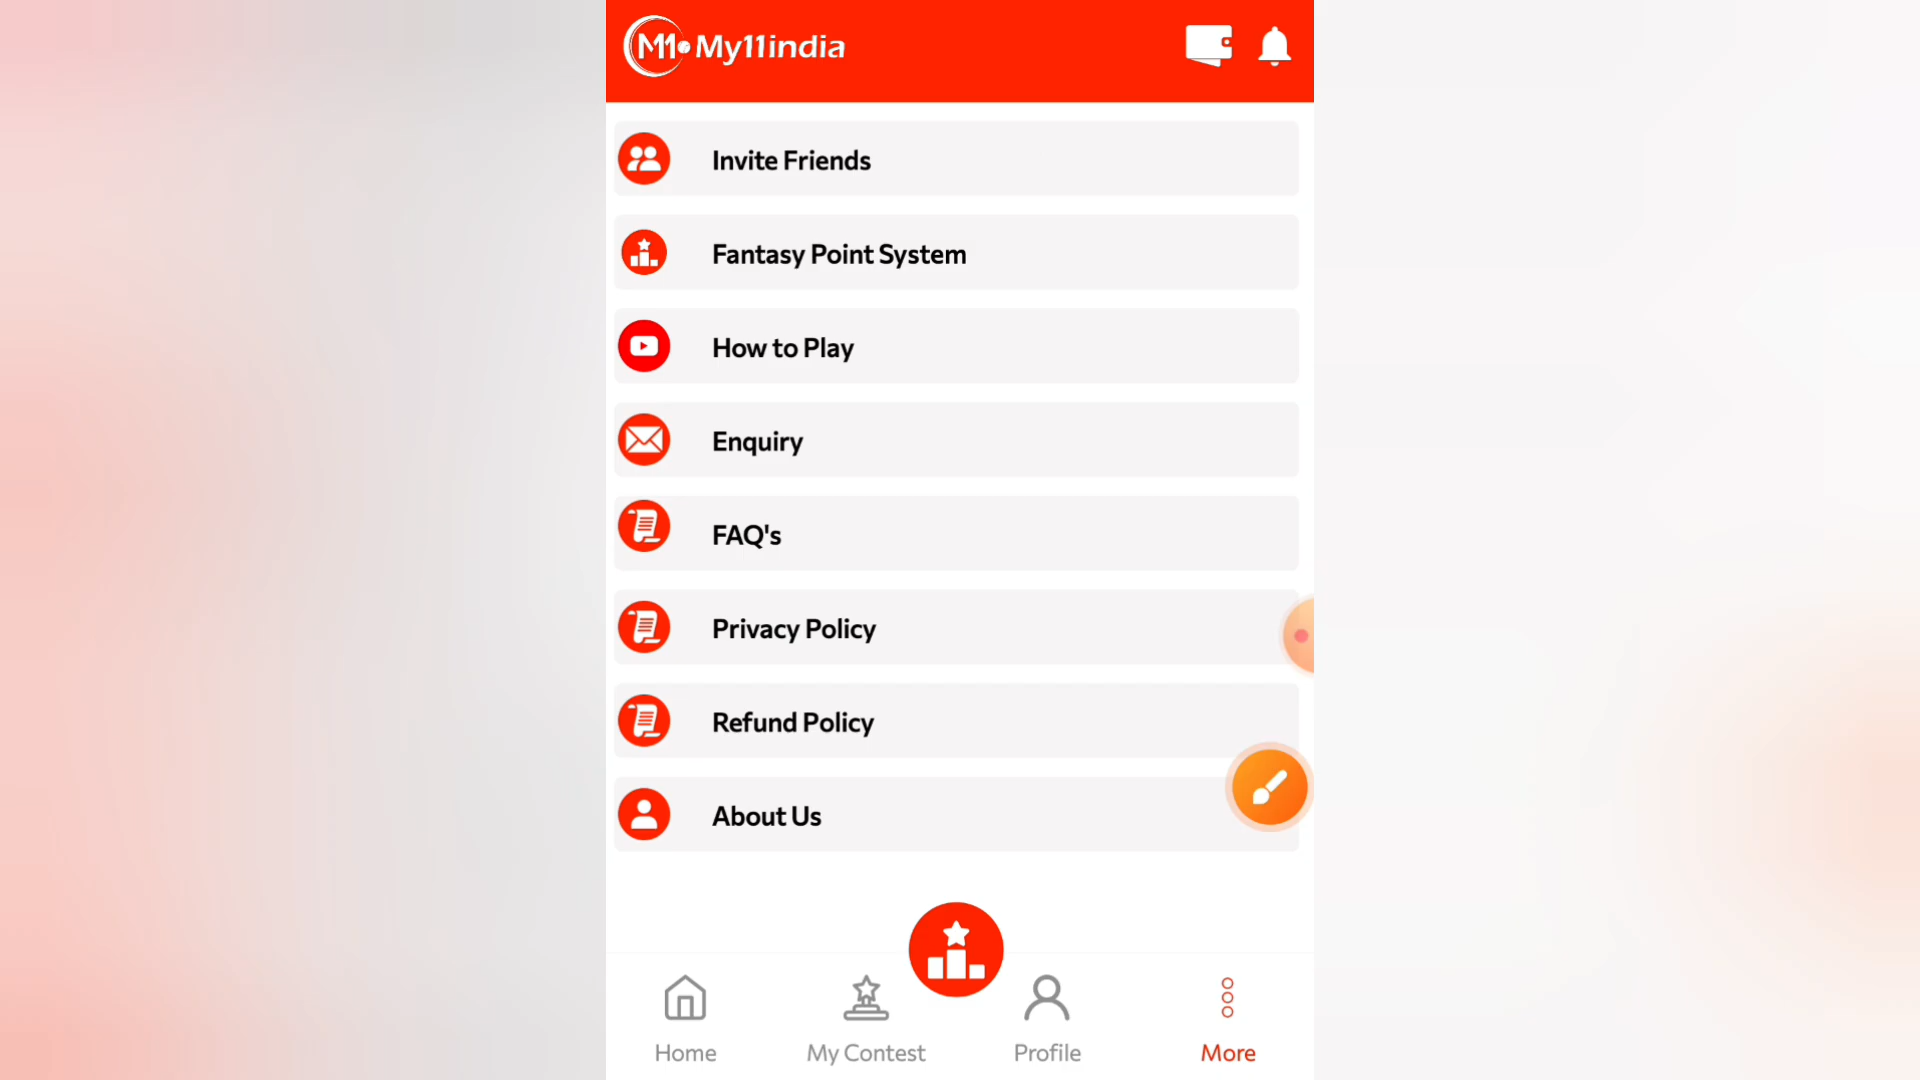 M11 My11india
Invite Friends
Fantasy Point System
How to Play
Enquiry
FAQ's
Privacy Policy
Refund Policy
About Us
Home
My Contest
Profile
More